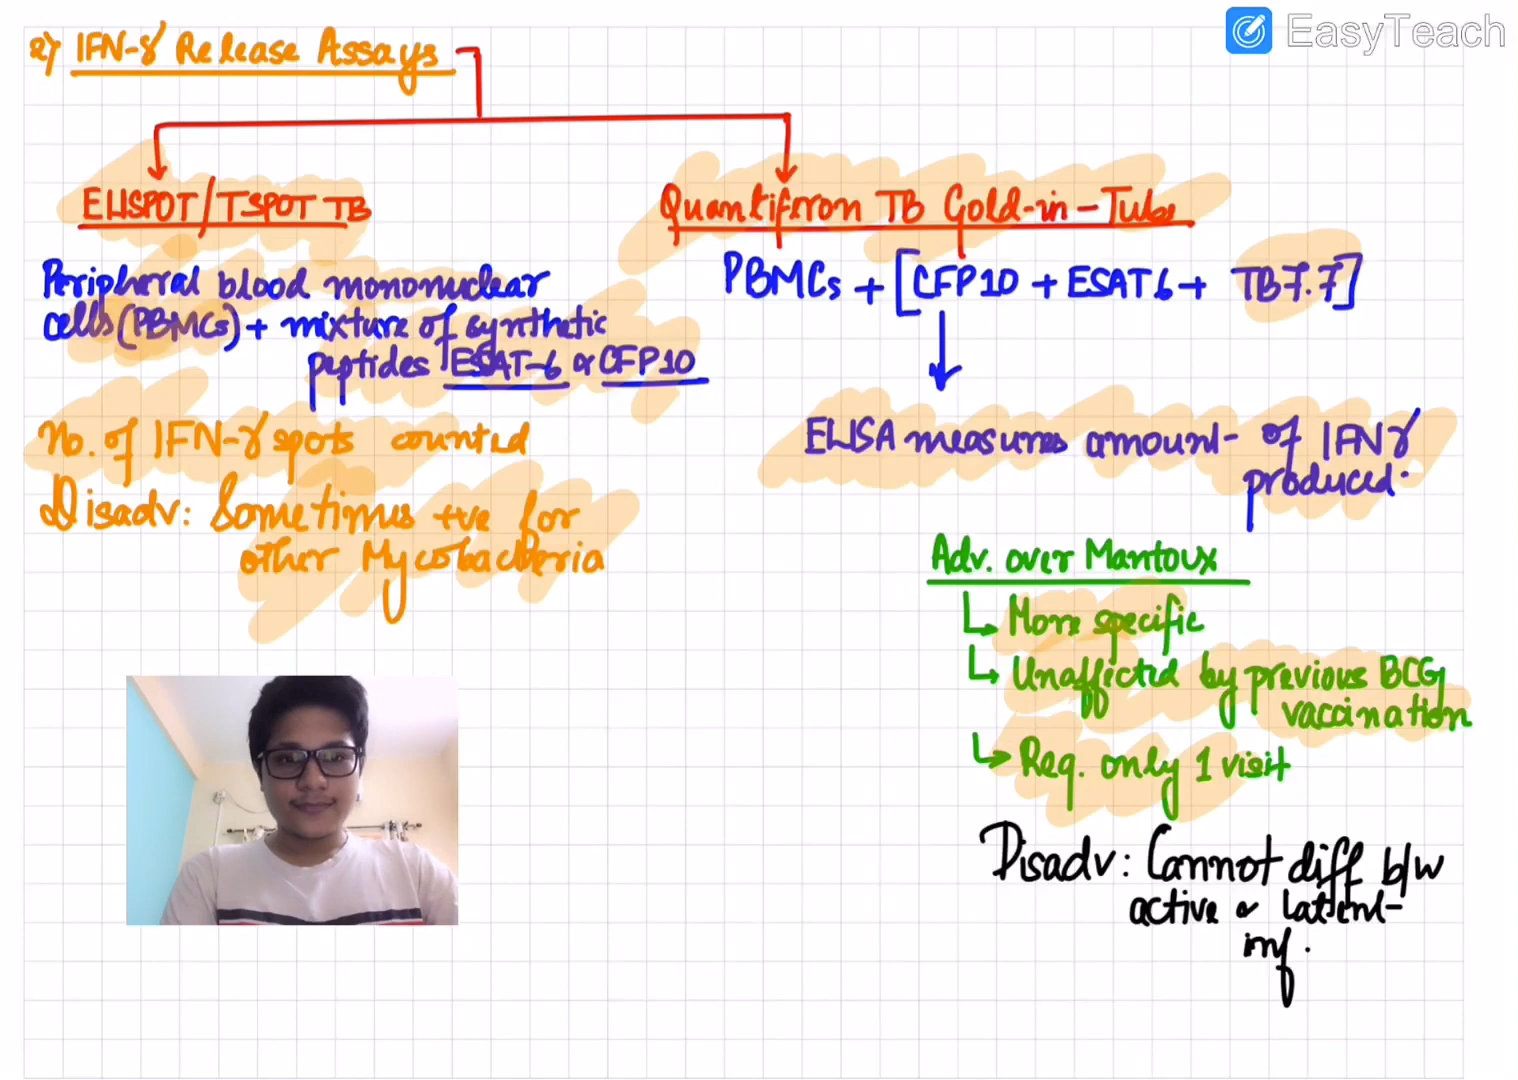 EasyTeach
2) IFN-γ Release Assays
ELISPOT/TSPOT TB
Peripheral blood mononuclear
cells (PBMCs) + mixture of synthetic
peptides ESAT-6 & CFP10
No. of IFN-γ spots counted
Disadv: Sometimes +ve for
other Mycobacteria
Quantiferon TB Gold-in-Tube
PBMCs + [CFP10 + ESAT6 + TB7.7]
ELISA measures amount of IFNγ
produced.
Adv. over Mantoux
More specific
Unaffected by previous BCG
vaccination
Req. only 1 visit
Disadv: Cannot diff b/w
active & latent
inf.